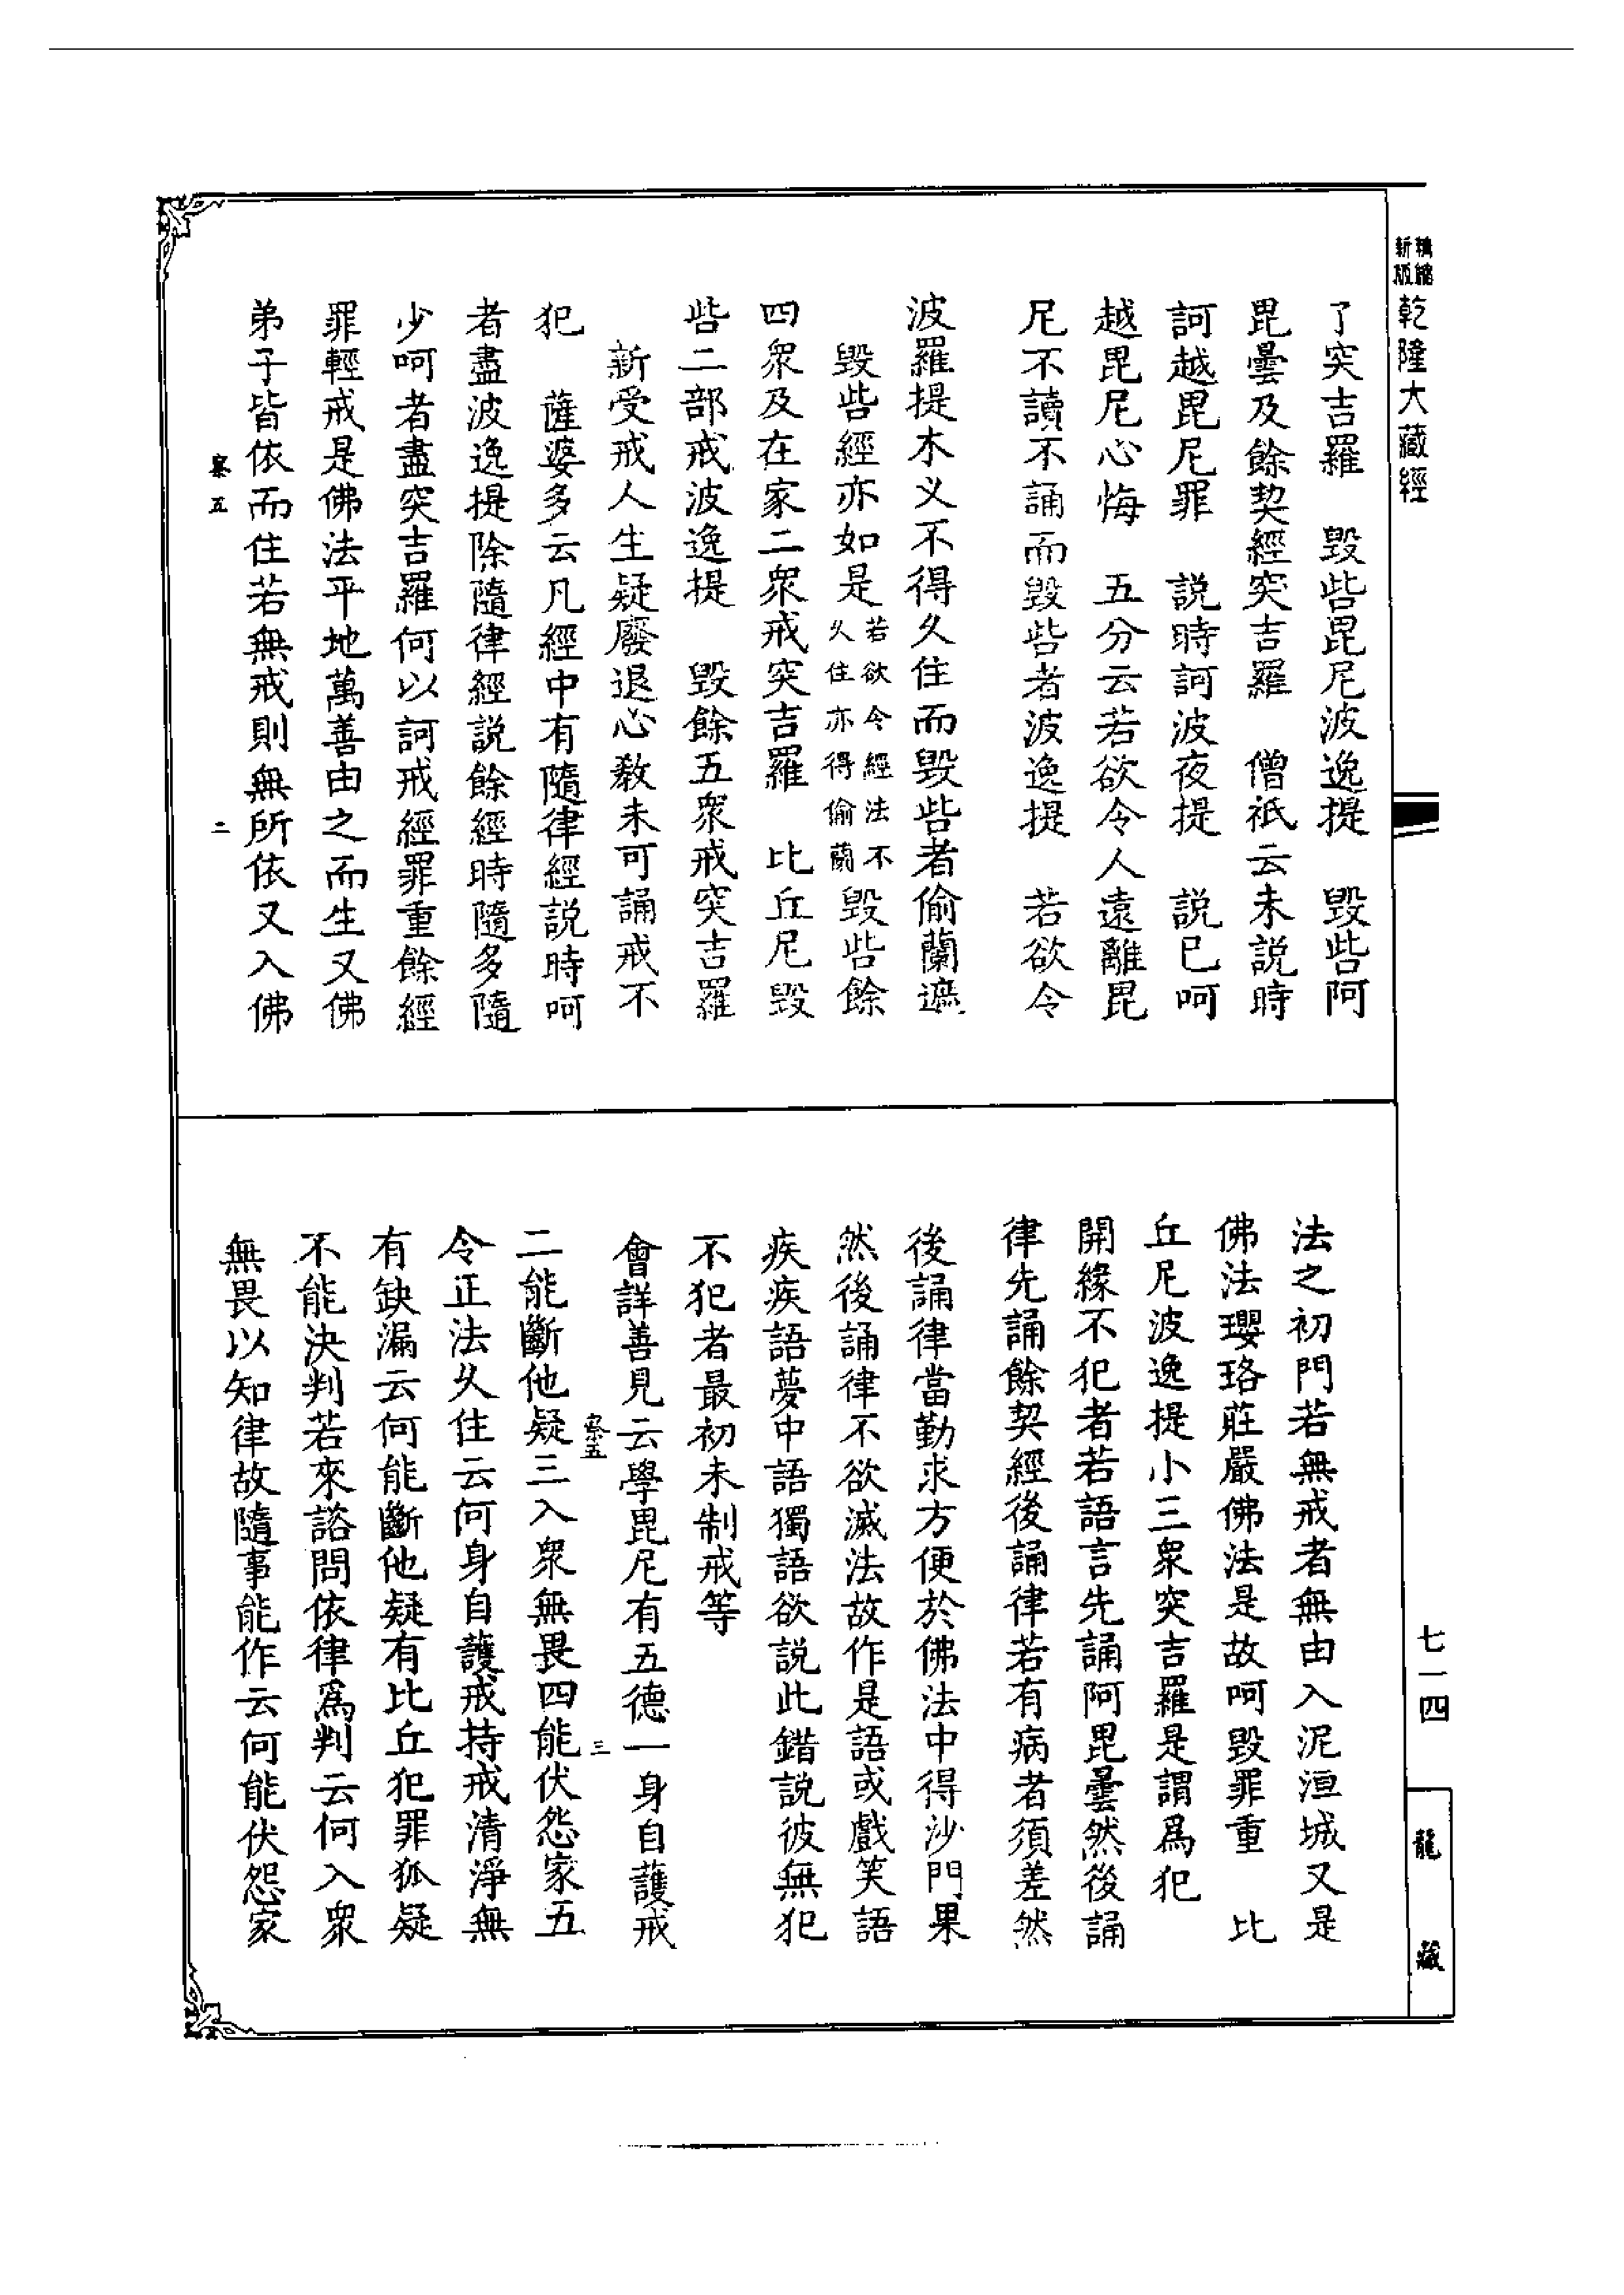 新版輯縮乾隆大藏經
了突吉羅　毀呰毘尼波逸提　毀呰阿
毘曇及餘契經突吉羅　僧祇云未説時
訶越毘尼罪　説時訶波夜提　説已呵
越毘尼心悔　五分云若欲令人遠離毘
尼不讀不誦而毀呰者波逸提　若欲令
波羅提木义不得久住而毀呰者偷蘭遮
毀呰經亦如是若欲令經法不久住亦得偷蘭毀呰餘
四衆及在家二衆戒突吉羅　比丘尼毀
呰二部戒波逸提　毀餘五衆戒突吉羅
新受戒人生疑廢退心教未可誦戒不
犯　薩婆多云凡經中有隨律經説時呵
者盡波逸提除隨律經説餘經時隨多隨
少呵者盡突吉羅何以訶戒經罪重餘經
罪輕戒是佛法平地萬善由之而生又佛
弟子皆依而住若無戒則無所依又入佛
察五　二
法之初門若無戒者無由入泥洹城又是
佛法瓔珞莊嚴佛法是故呵毀罪重　比
丘尼波逸提小三衆突吉羅是謂爲犯
開緣不犯者若語言先誦阿毘曇然後誦
律先誦餘契經後誦律若有病者須差然
後誦律當勤求方便於佛法中得沙門果
然後誦律不欲滅法故作是語或戲笑語
疾疾語夢中語獨語欲説此錯説彼無犯
不犯者最初未制戒等
會詳善見云學毘尼有五德一身自護戒
察五　三
二能斷他疑三入衆無畏四能伏怨家五
令正法久住云何身自護戒持戒清淨無
有缺漏云何能斷他疑有比丘犯罪狐疑
不能決判若來諮問依律爲判云何入衆
無畏以知律故隨事能作云何能伏怨家
七一四
龍藏